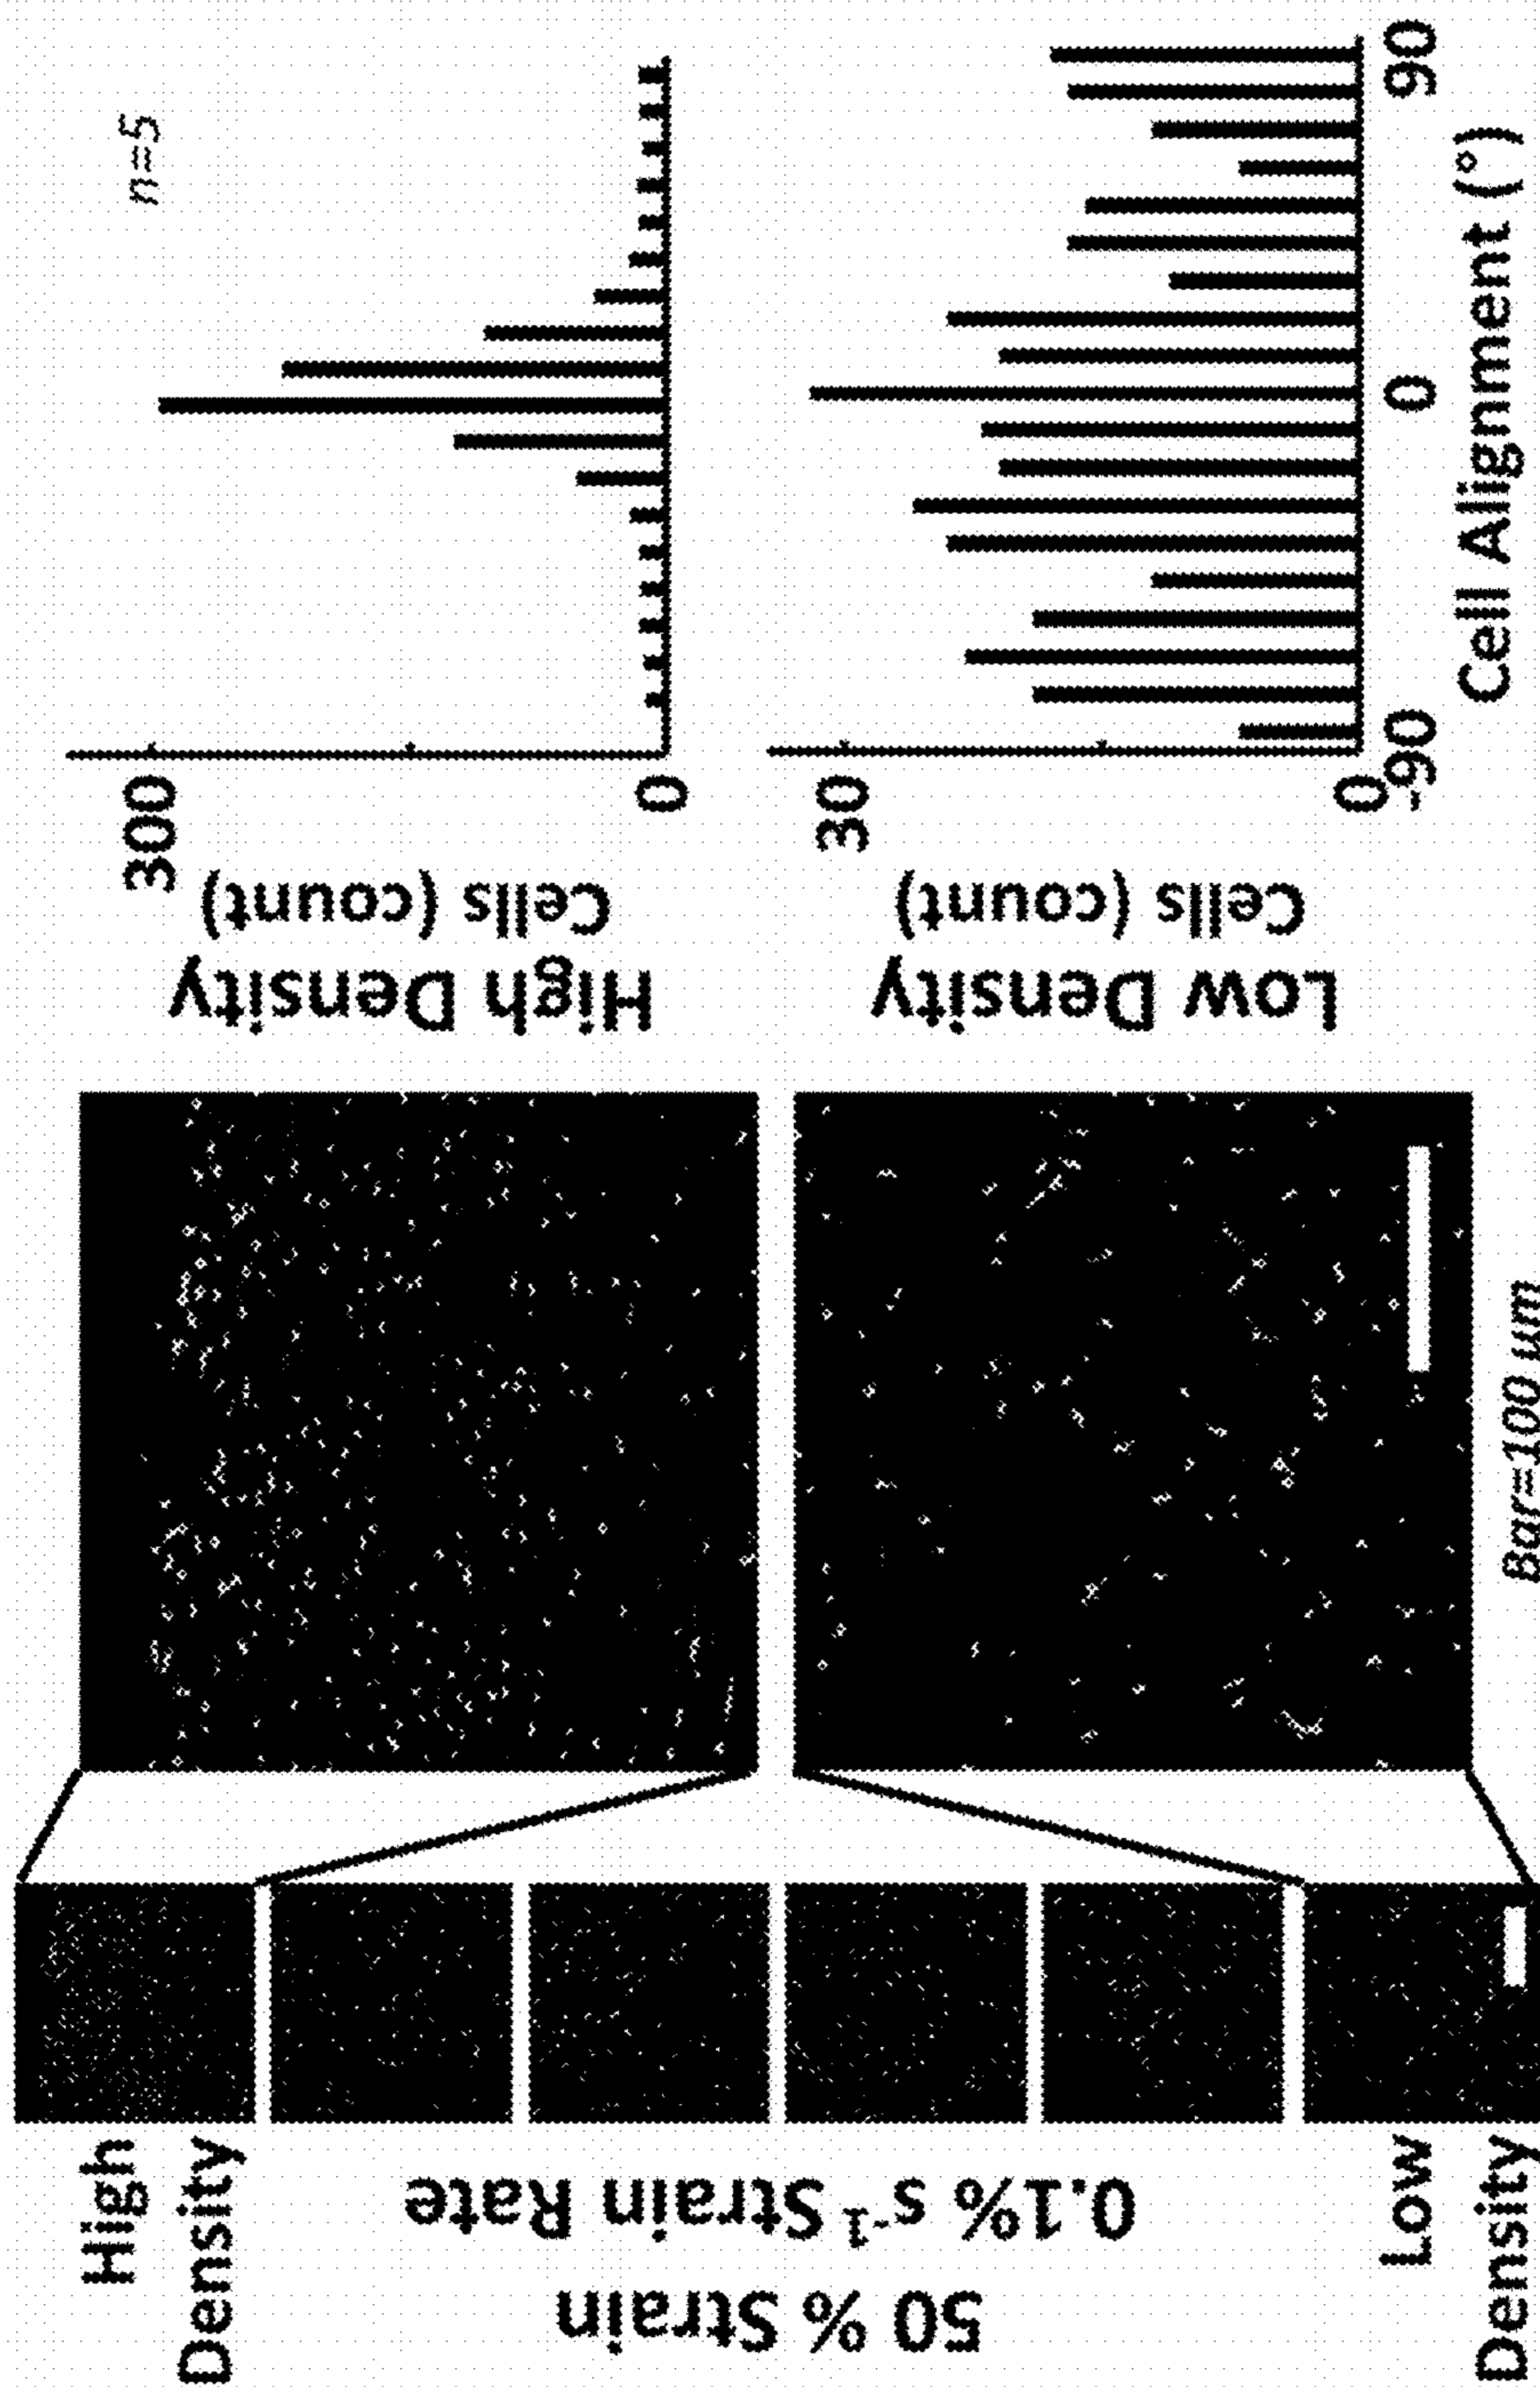 50 % Strain
0.1% s-1 Strain Rate
High
Density
Low
Density
Bar=100 µm
High Density
Cells (count)
300
0
n=5
Low Density
Cells (count)
30
0
-90
0
90
Cell Alignment (°)